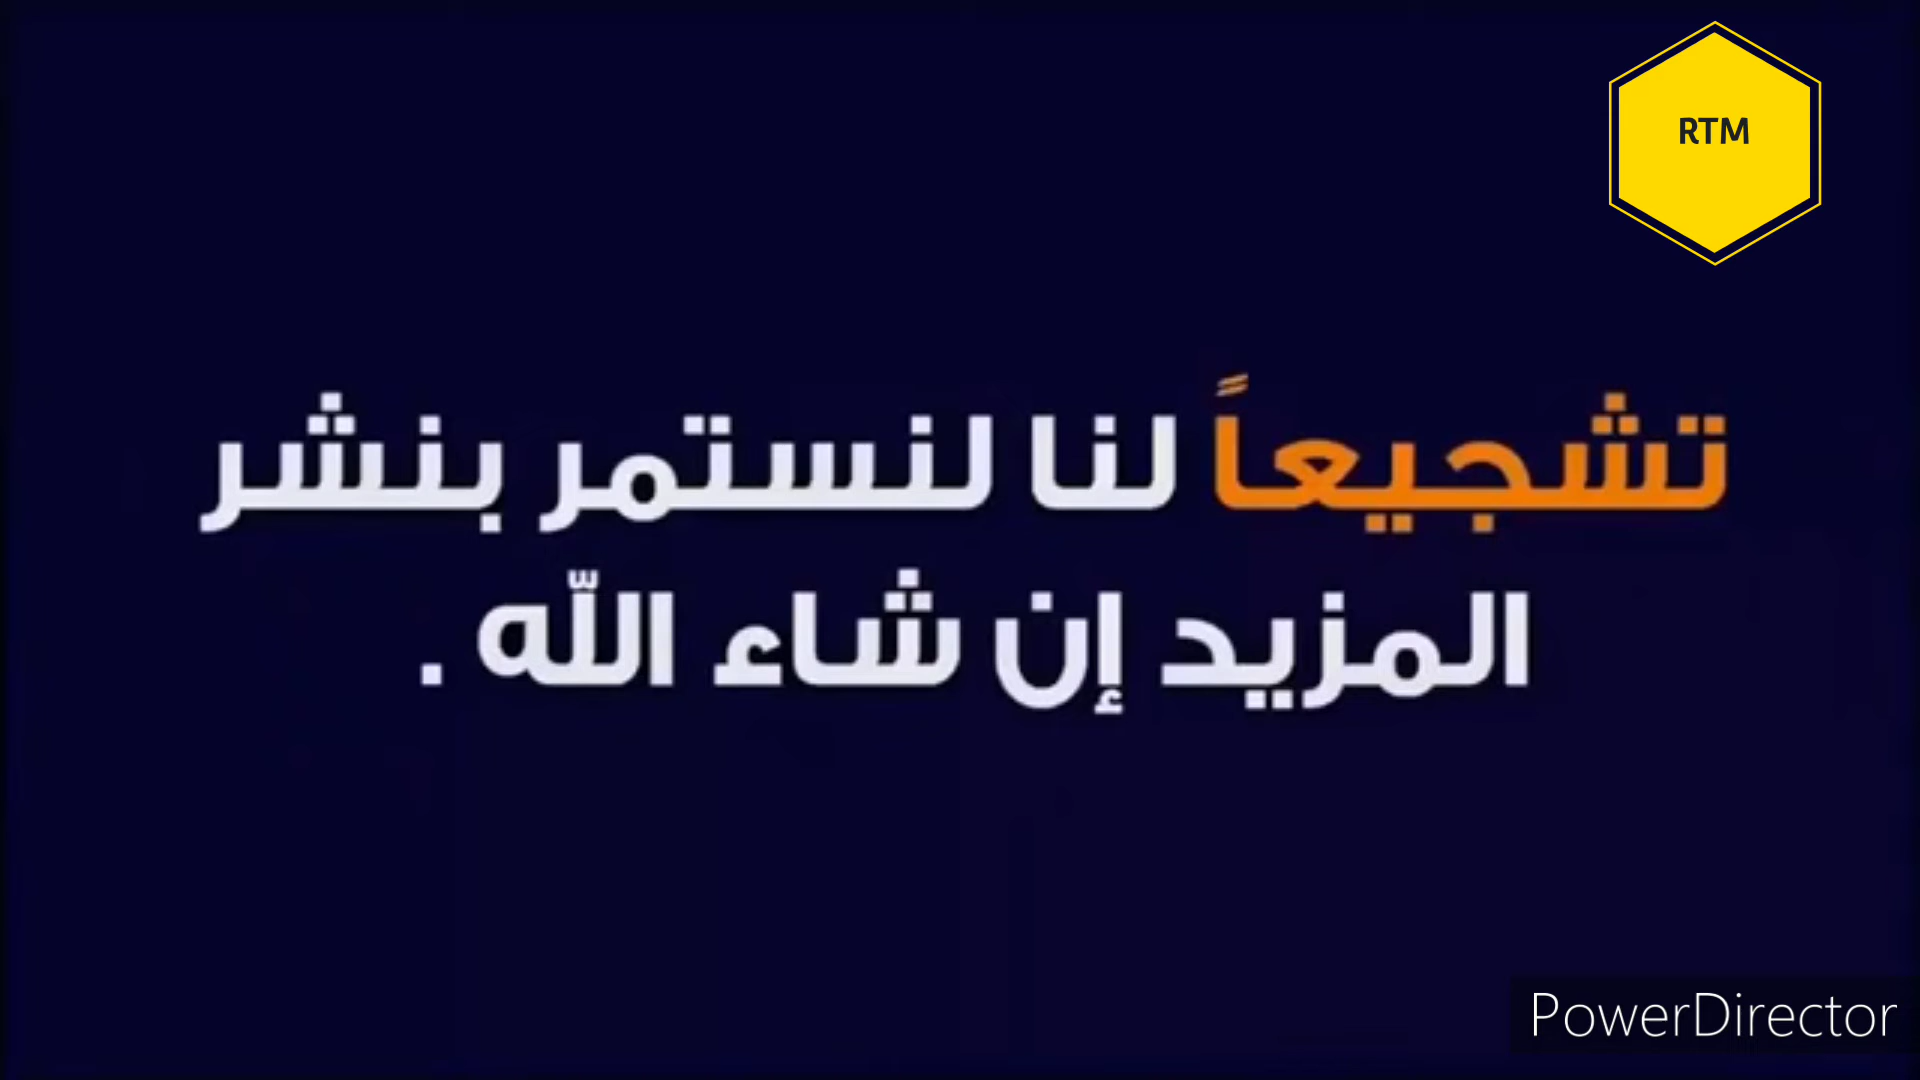 RTM
تشجيعاً لنا لنستمر بنشر
المزيد إن شاء اللّه .
PowerDirector